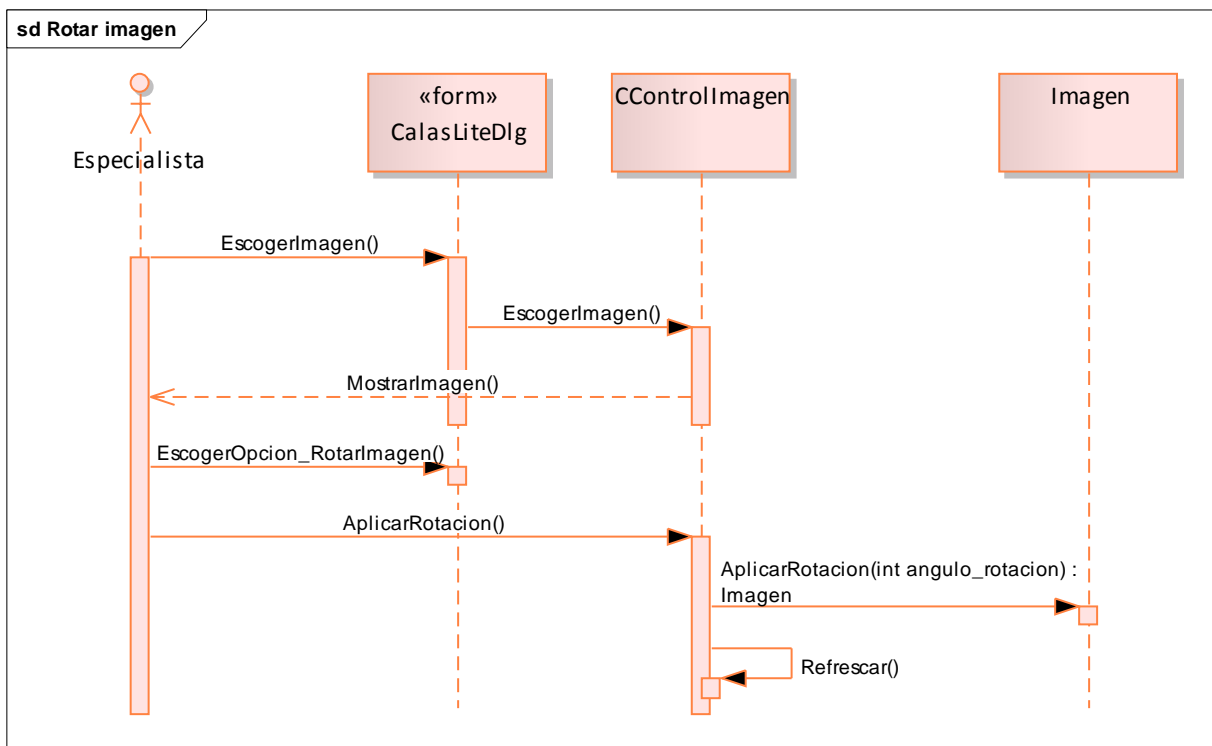 sd Rotar imagen
Especialista
«form»
CalasLiteDlg
CControlImagen
Imagen
EscogerImagen()
EscogerImagen()
MostrarImagen()
EscogerOpcion_RotarImagen()
AplicarRotacion()
AplicarRotacion(int angulo_rotacion) :
Imagen
Refrescar()